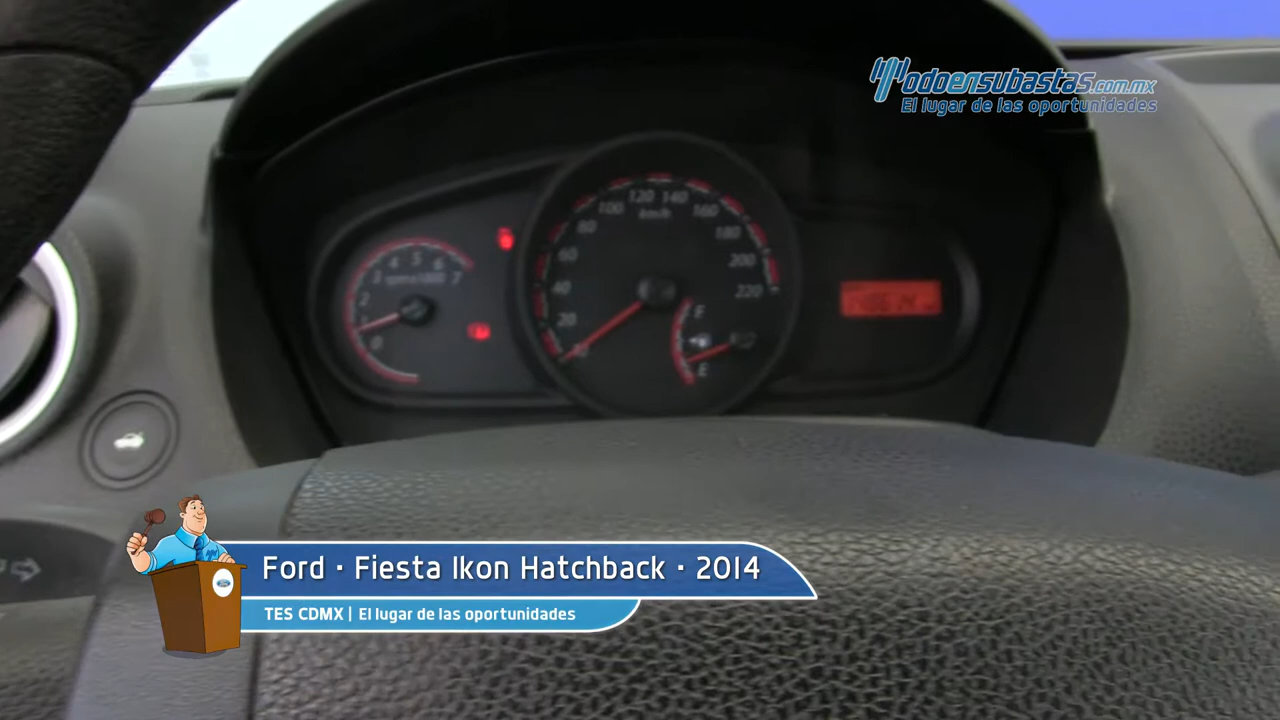 Todoensubastas.com.mx
El lugar de las oportunidades
120 140
100 160
km/h
80 180
60 200
40 220
20
4 5 6
3 7
2
1
0
F
E
Ford · Fiesta Ikon Hatchback · 2014
TES CDMX | El lugar de las oportunidades